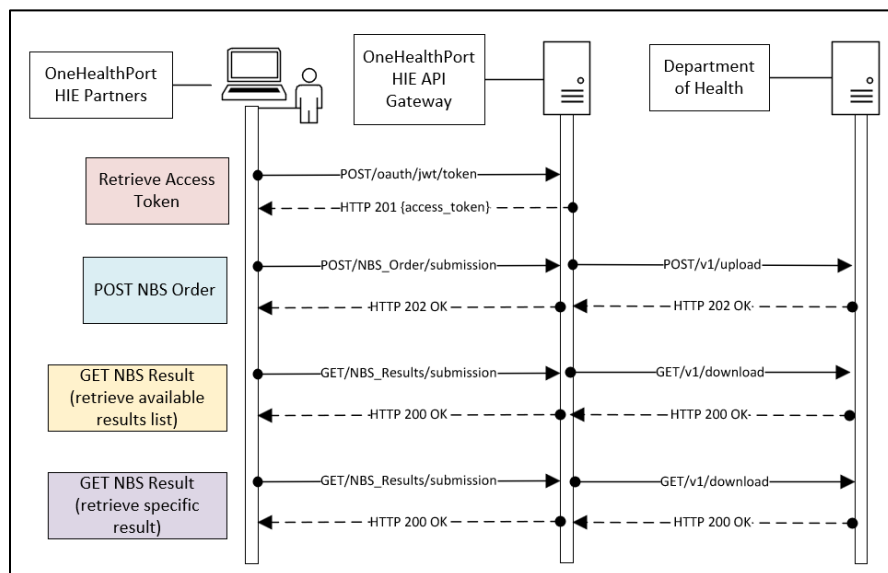 OneHealthPort
HIE Partners
OneHealthPort
HIE API
Gateway
Department
of Health
Retrieve Access
Token
POST/oauth/jwt/token
HTTP 201 {access_token}
POST NBS Order
POST/NBS_Order/submission
POST/v1/upload
HTTP 202 OK
HTTP 202 OK
GET NBS Result
(retrieve available
results list)
GET/NBS_Results/submission
GET/v1/download
HTTP 200 OK
HTTP 200 OK
GET NBS Result
(retrieve specific
result)
GET/NBS_Results/submission
GET/v1/download
HTTP 200 OK
HTTP 200 OK